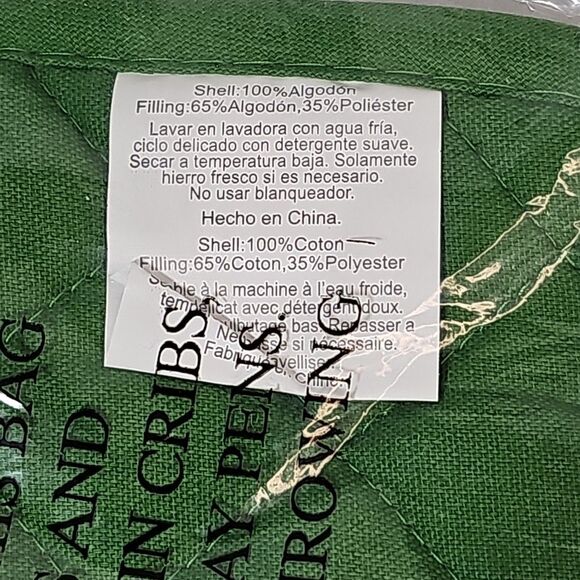 Shell:100%Algodón
Filling:65%Algodón,35%Poliéster
Lavar en lavadora con agua fría,
ciclo delicado con detergente suave.
Secar a temperatura baja. Solamente
hierro fresco si es necesario.
No usar blanqueador.
Hecho en China.
Shell:100%Coton
Filling:65%Coton,35%Polyester
à la machine à l'eau froide,
avec détergent doux.
bas. Repasser a
si nécessaire.
Chine.
BAG
AND
IN CRIBS,
PENS.